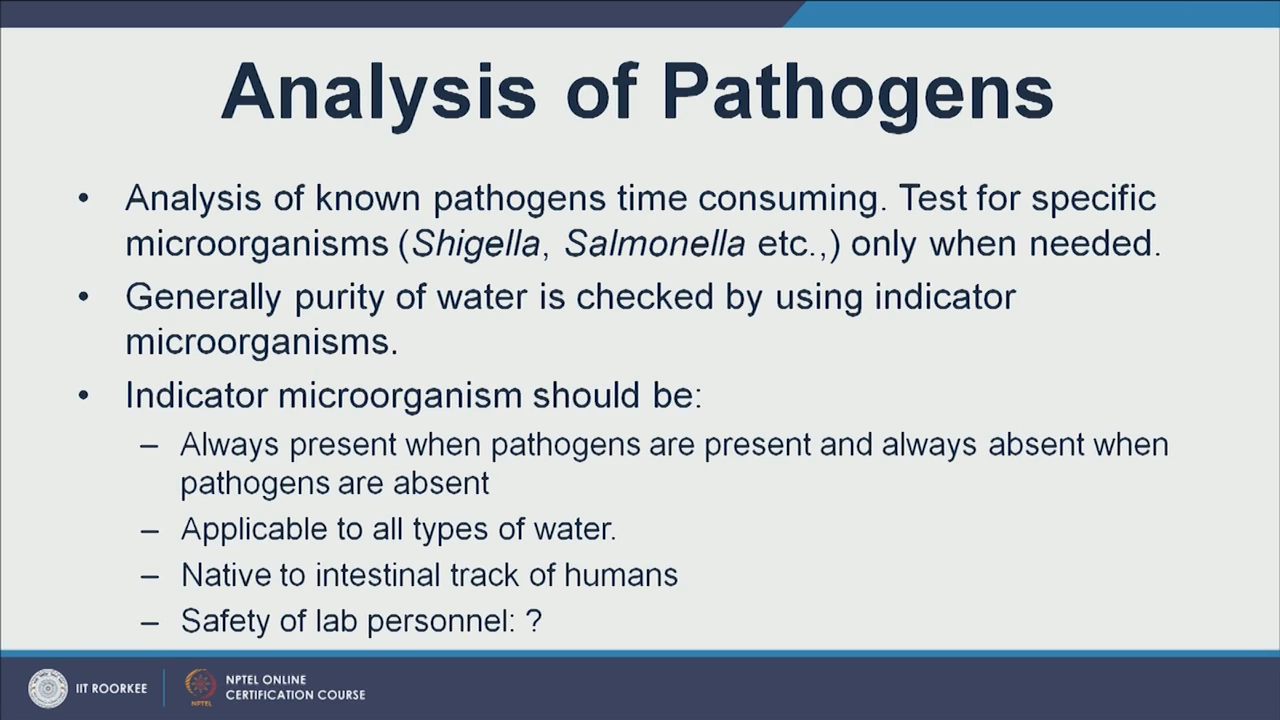 Analysis of Pathogens
• Analysis of known pathogens time consuming. Test for specific
microorganisms (Shigella, Salmonella etc.,) only when needed.
• Generally purity of water is checked by using indicator
microorganisms.
• Indicator microorganism should be:
– Always present when pathogens are present and always absent when
pathogens are absent
– Applicable to all types of water.
– Native to intestinal track of humans
– Safety of lab personnel: ?
IIT ROORKEE
NPTEL
NPTEL ONLINE
CERTIFICATION COURSE